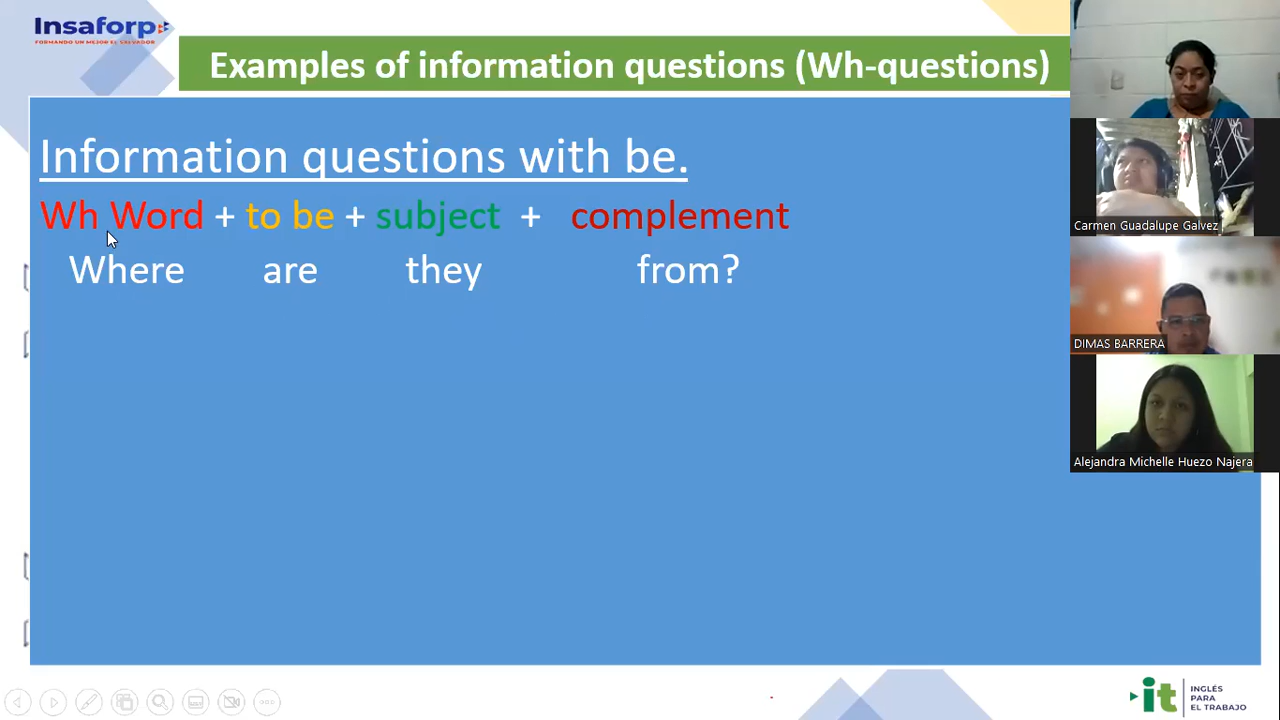 Insaforp
FORMANDO UN MEJOR EL SALVADOR
Examples of information questions (Wh-questions)
Information questions with be.
Wh Word + to be + subject + complement
Where are they from?
Carmen Guadalupe Galvez
DIMAS BARRERA
Alejandra Michelle Huezo Najera
it
INGLÉS
PARA
EL TRABAJO